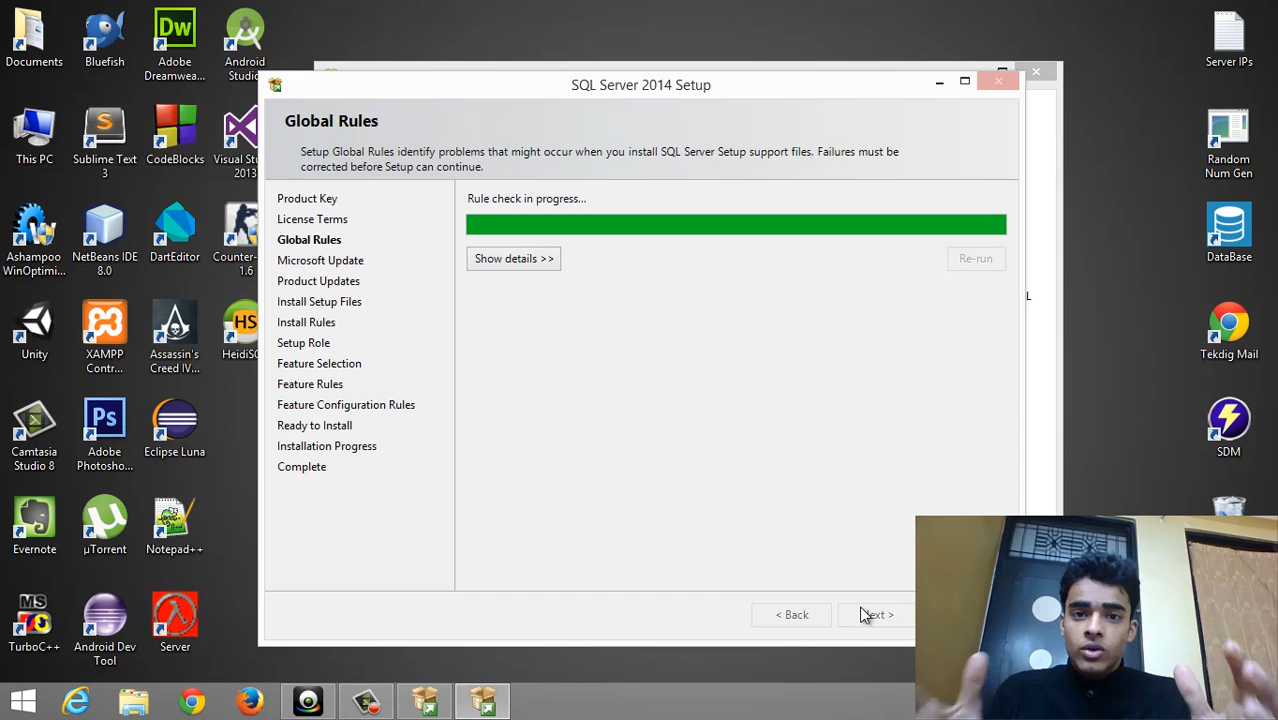 Documents
Bluefish
Adobe
Dreamwea...
Android
Studio
This PC
Sublime Text
3
CodeBlocks
Visual Stu
2013
Ashampoo
WinOptimi...
NetBeans IDE
8.0
DartEditor
Counter-
1.6
Unity
XAMPP
Contr...
Assassin's
Creed IV...
HeidiSC
Camtasia
Studio 8
Adobe
Photosho...
Eclipse Luna
Evernote
µTorrent
Notepad++
TurboC++
Android Dev
Tool
Server
SQL Server 2014 Setup
Global Rules
Setup Global Rules identify problems that might occur when you install SQL Server Setup support files. Failures must be
corrected before Setup can continue.
Product Key
License Terms
Global Rules
Microsoft Update
Product Updates
Install Setup Files
Install Rules
Setup Role
Feature Selection
Feature Rules
Feature Configuration Rules
Ready to Install
Installation Progress
Complete
Rule check in progress...
Show details >>
Re-run
< Back
ext >
L
Server IPs
Random
Num Gen
DataBase
Tekdig Mail
SDM
Dw
S
Ps
HS
MS